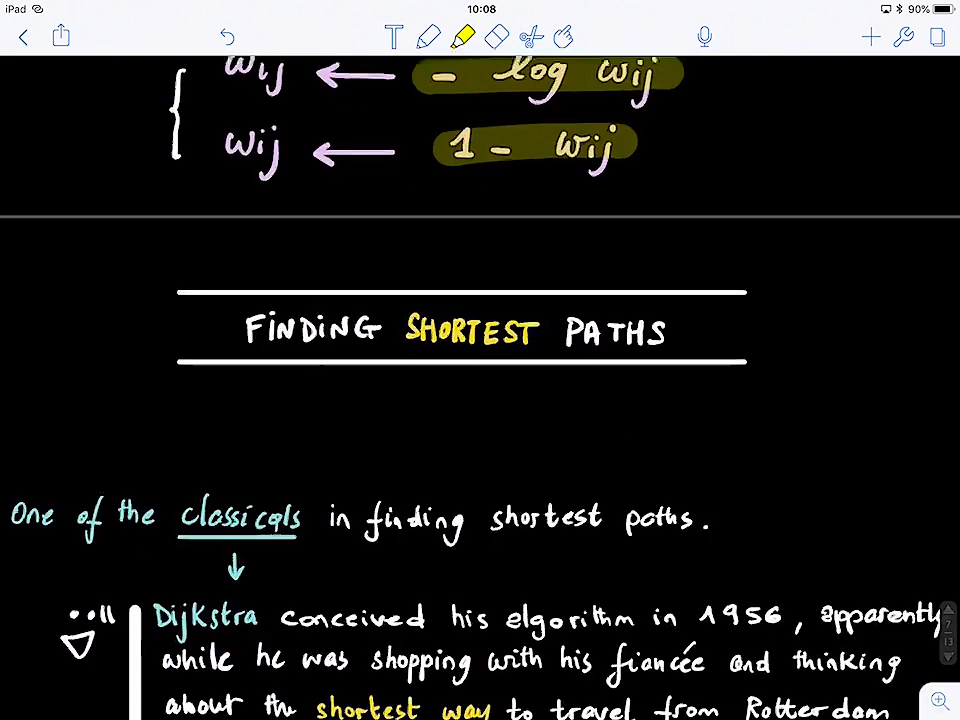 iPad 10:08 90%
T
wij ← - log wij
wij ← 1 - wij
FINDING SHORTEST PATHS
One of the classicals in finding shortest paths.
Dijkstra conceived his algorithm in 1956, apparently
while he was shopping with his fiancée and thinking
about the shortest way to travel from Rotterdam
7
13